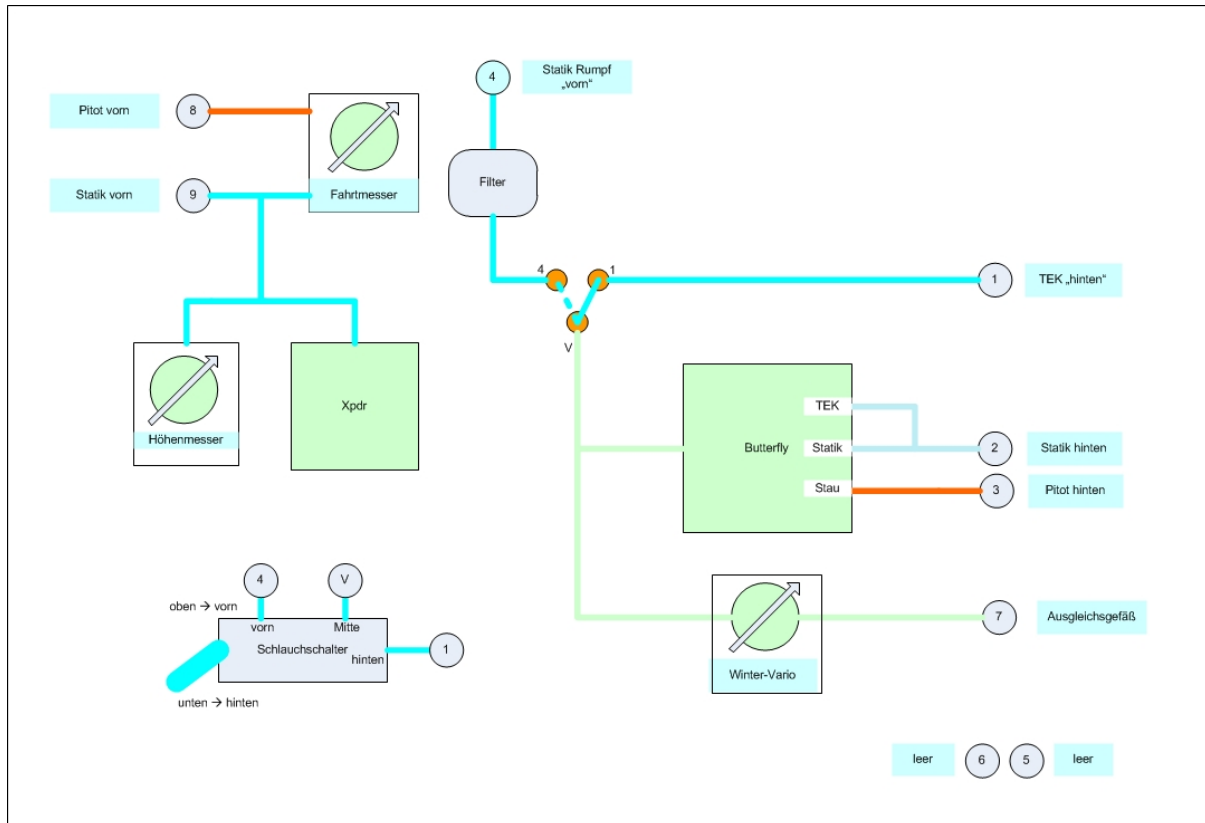 4
Statik Rumpf
„vorn“
Pitot vorn
8
Statik vorn
9
Fahrtmesser
Filter
4
1
V
1
TEK „hinten“
Höhenmesser
Xpdr
Butterfly
TEK
Statik
Stau
2
Statik hinten
3
Pitot hinten
4
V
oben → vorn
vorn
Mitte
Schlauchschalter
hinten
1
unten → hinten
Winter-Vario
7
Ausgleichsgefäß
leer
6
5
leer